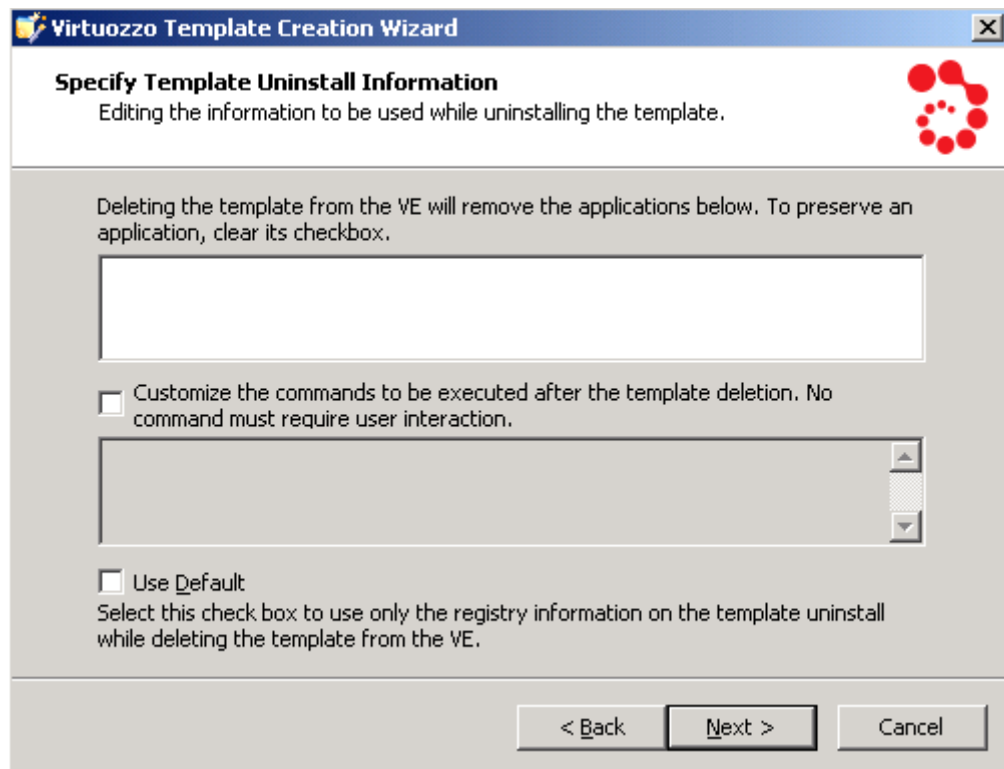 Virtuozzo Template Creation Wizard
Specify Template Uninstall Information
Editing the information to be used while uninstalling the template.
Deleting the template from the VE will remove the applications below. To preserve an
application, clear its checkbox.
Customize the commands to be executed after the template deletion. No
command must require user interaction.
Use Default
Select this check box to use only the registry information on the template uninstall
while deleting the template from the VE.
< Back Next > Cancel